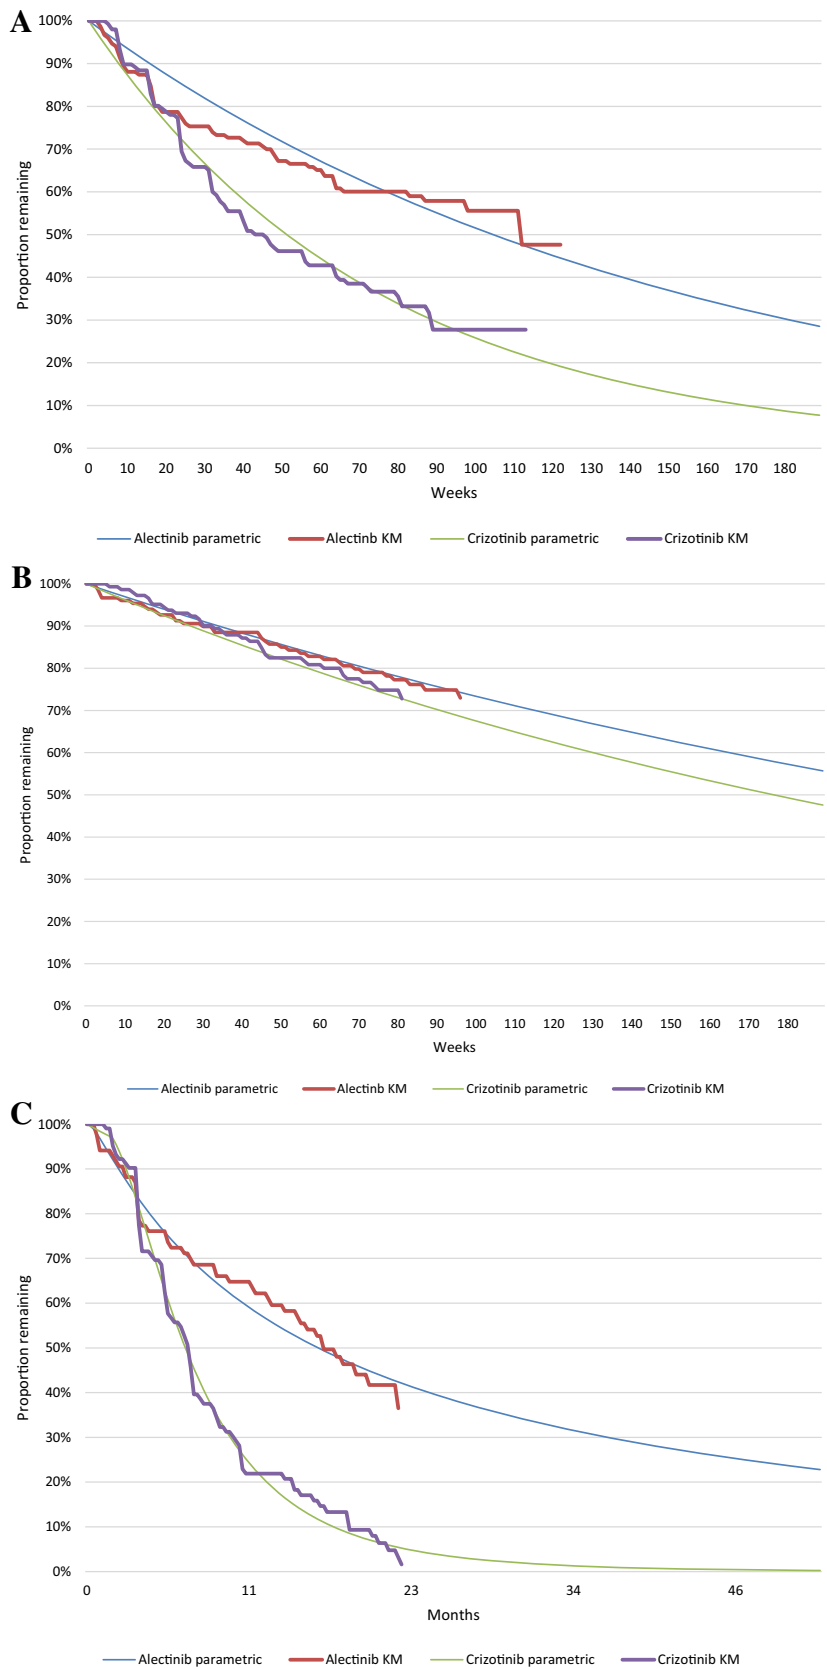 A
100%
90%
80%
70%
60%
50%
40%
30%
20%
10%
0%
Proportion remaining
0 10 20 30 40 50 60 70 80 90 100 110 120 130 140 150 160 170 180
Weeks
Alectinib parametric Alectinb KM Crizotinib parametric Crizotinib KM
B
100%
90%
80%
70%
60%
50%
40%
30%
20%
10%
0%
Proportion remaining
0 10 20 30 40 50 60 70 80 90 100 110 120 130 140 150 160 170 180
Weeks
Alectinib parametric Alectinb KM Crizotinib parametric Crizotinib KM
C
100%
90%
80%
70%
60%
50%
40%
30%
20%
10%
0%
Proportion remaining
0 11 23 34 46
Months
Alectinib parametric Alectinib KM Crizotinib parametric Crizotinib KM